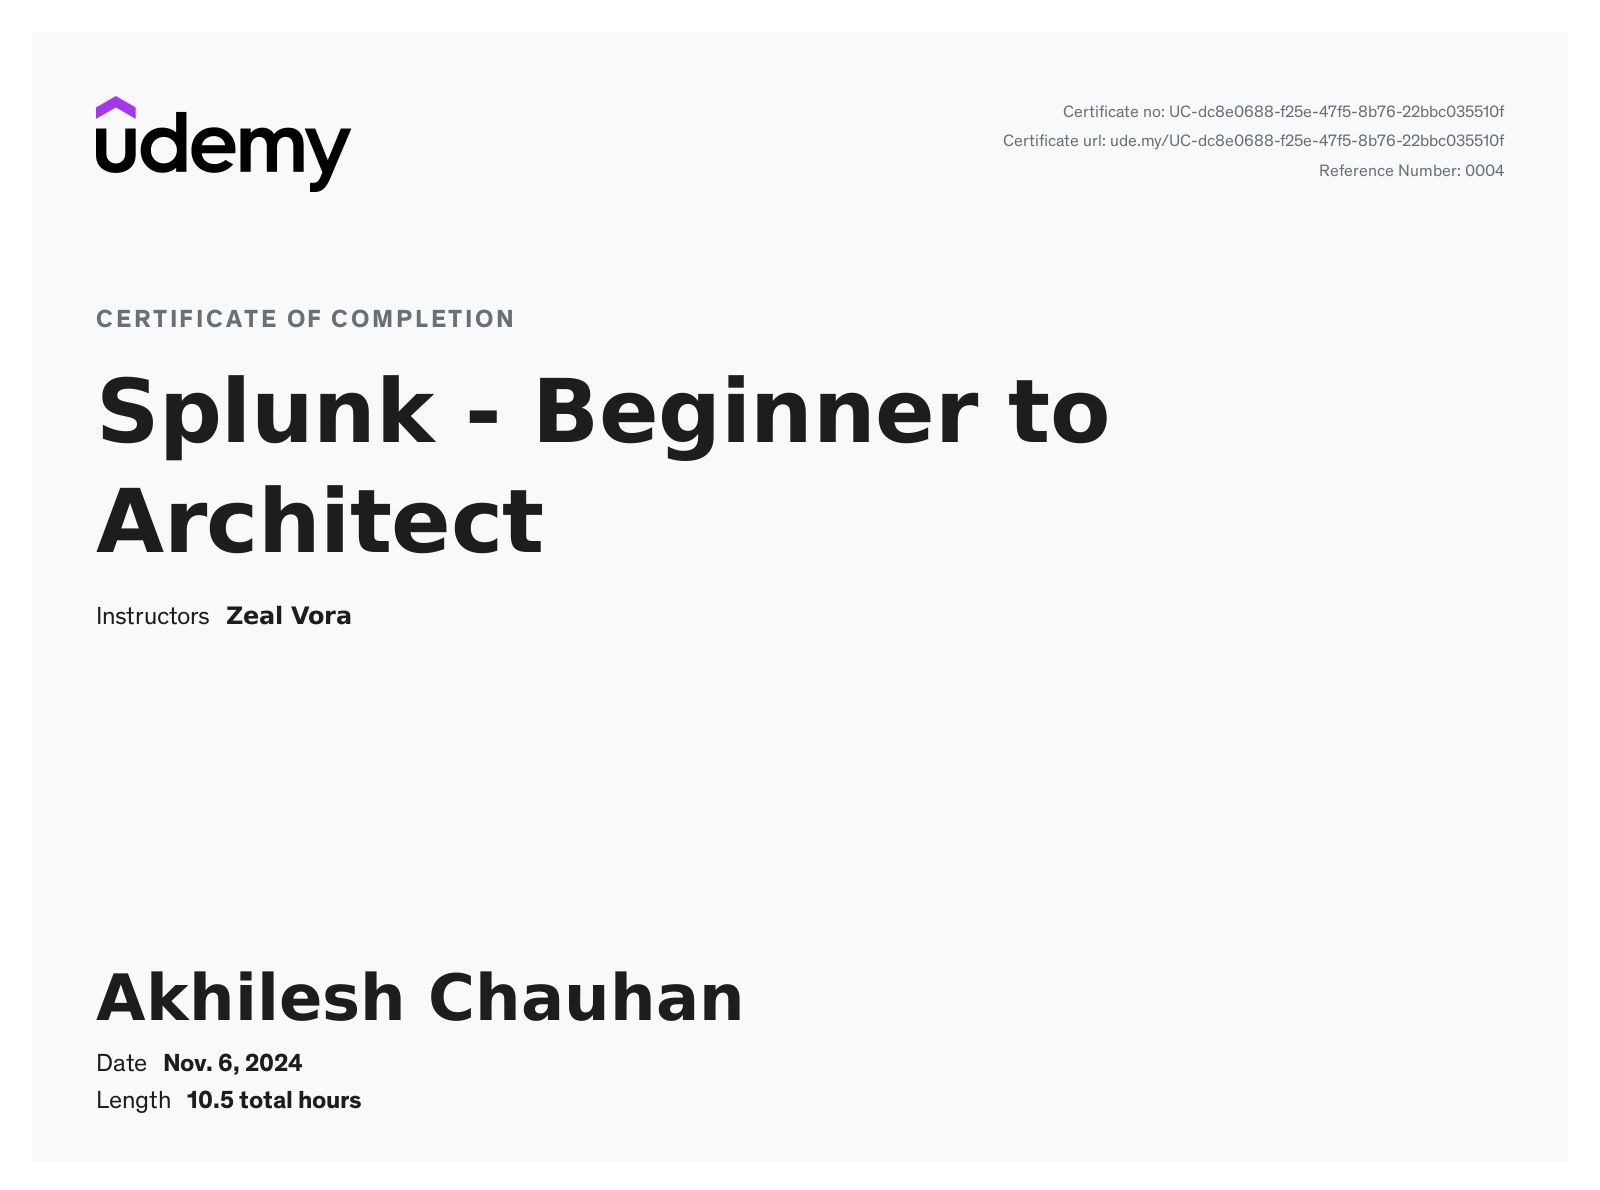 udemy
Certificate no: UC-dc8e0688-f25e-47f5-8b76-22bbc035510f
Certificate url: ude.my/UC-dc8e0688-f25e-47f5-8b76-22bbc035510f
Reference Number: 0004
CERTIFICATE OF COMPLETION
Splunk - Beginner to
Architect
Instructors Zeal Vora
Akhilesh Chauhan
Date Nov. 6, 2024
Length 10.5 total hours